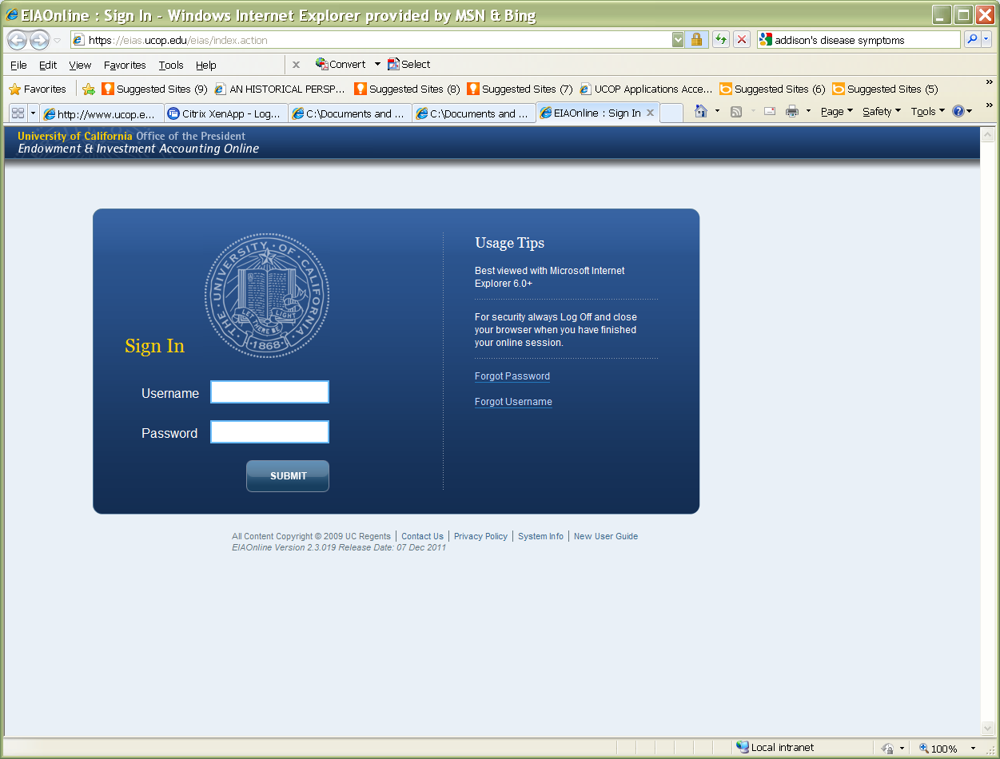 EIAOnline : Sign In - Windows Internet Explorer provided by MSN & Bing
https://eias.ucop.edu/eias/index.action
addison's disease symptoms
File Edit View Favorites Tools Help x Convert Select
Favorites Suggested Sites (9) AN HISTORICAL PERSP... Suggested Sites (8) Suggested Sites (7) UCOP Applications Acce... Suggested Sites (6) Suggested Sites (5) »
http://www.ucop.e... Citrix XenApp - Log... C:\Documents and ... C:\Documents and ... EIAOnline : Sign In X Page Safety Tools »
University of California Office of the President
Endowment & Investment Accounting Online
THE UNIVERSITY OF CALIFORNIA
LET THERE BE LIGHT
1868
Sign In
Username
Password
SUBMIT
Usage Tips
Best viewed with Microsoft Internet
Explorer 6.0+
For security always Log Off and close
your browser when you have finished
your online session.
Forgot Password
Forgot Username
All Content Copyright © 2009 UC Regents | Contact Us | Privacy Policy | System Info | New User Guide
EIAOnline Version 2.3.019 Release Date: 07 Dec 2011
Local intranet 100%